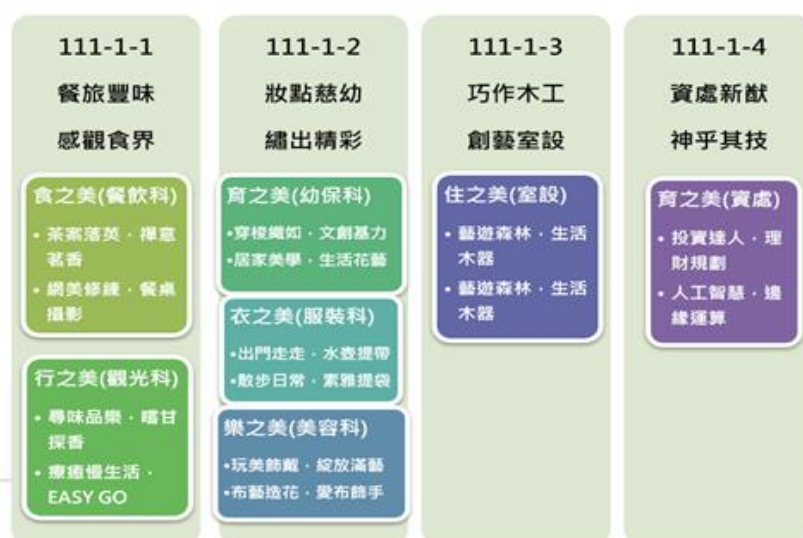 111-1-1
餐旅豐味
感觀食界
食之美(餐飲科)
• 茶案落英．禪意
茗香
• 網美修練．餐桌
攝影
行之美(觀光科)
• 尋味品樂．嚐甘
探香
• 療癒慢生活．
EASY GO
111-1-2
妝點慈幼
繡出精彩
育之美(幼保科)
•穿梭織如．文創基力
•居家美學．生活花藝
衣之美(服裝科)
•出門走走．水壺提帶
•散步日常．素雅提袋
樂之美(美容科)
•玩美飾戴．綻放滿藝
•布藝造花．愛布飾手
111-1-3
巧作木工
創藝室設
住之美(室設)
• 藝遊森林．生活
木器
• 藝遊森林．生活
木器
111-1-4
資處新猷
神乎其技
育之美(資處)
• 投資達人．理
財規劃
• 人工智慧．邊
緣運算